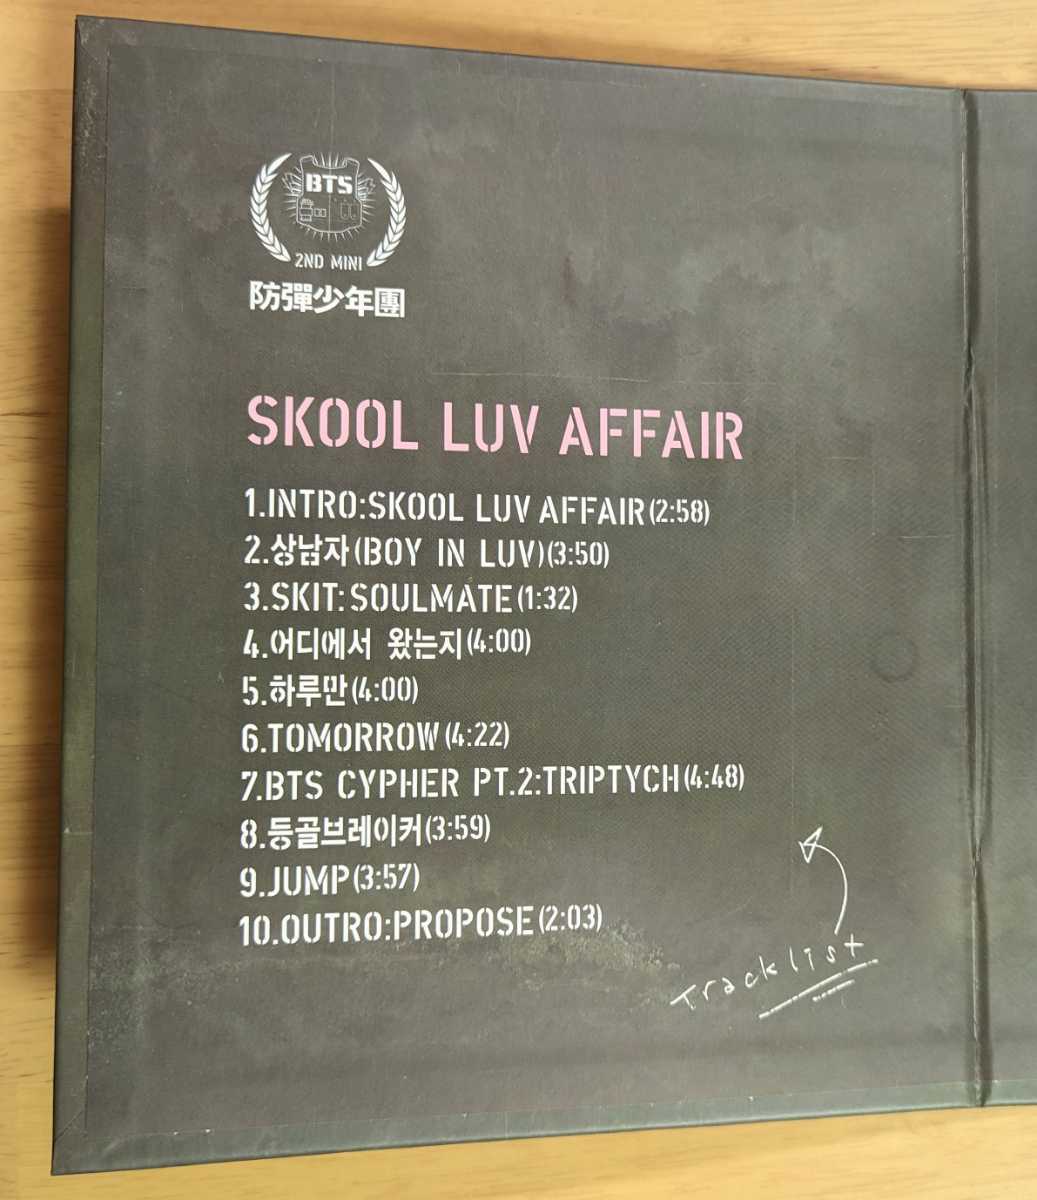 BTS
2ND MINI
防彈少年團
SKOOL LUV AFFAIR
1.INTRO:SKOOL LUV AFFAIR(2:58)
2.상남자(BOY IN LUV)(3:50)
3.SKIT:SOULMATE(1:32)
4.어디에서 왔는지(4:00)
5.하루만(4:00)
6.TOMORROW(4:22)
7.BTS CYPHER PT.2:TRIPTYCH(4:48)
8.등골브레이커(3:59)
9.JUMP(3:57)
10.OUTRO:PROPOSE(2:03)
Tracklist